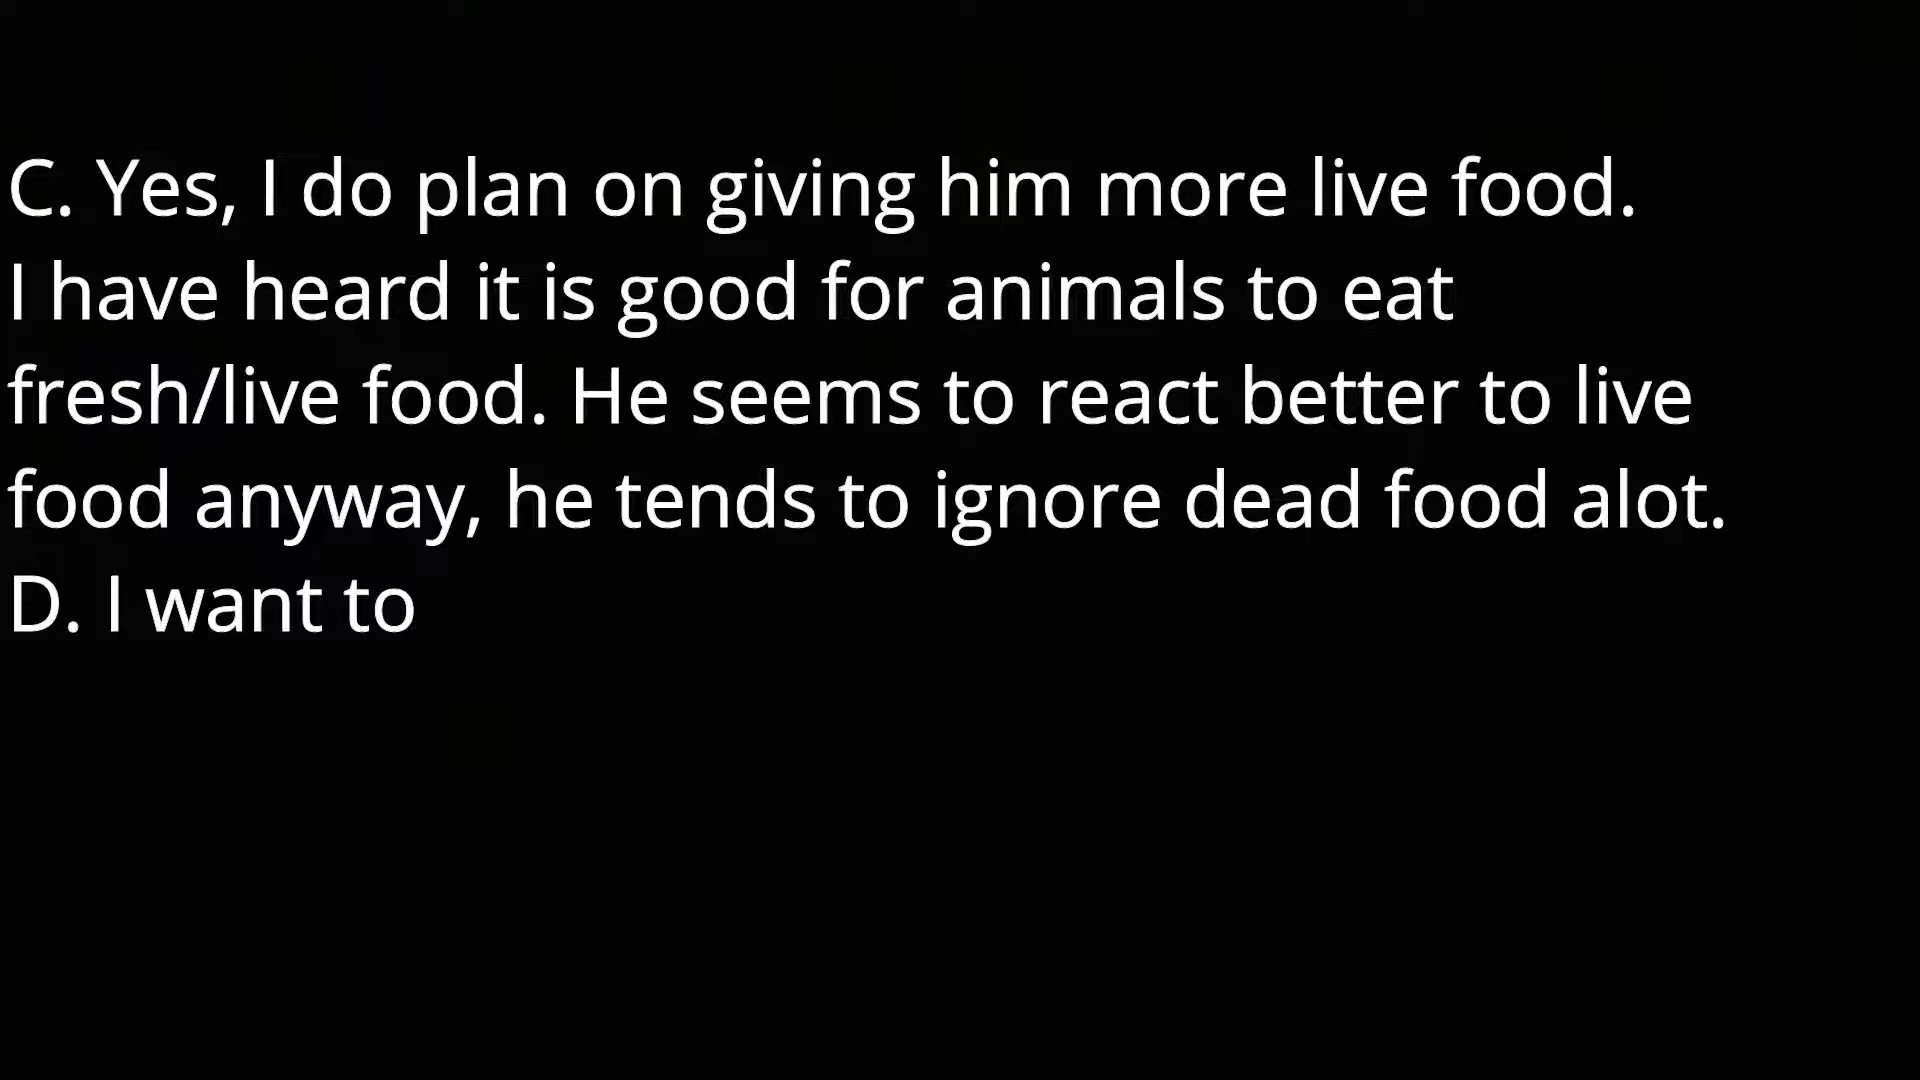 C. Yes, I do plan on giving him more live food.
I have heard it is good for animals to eat
fresh/live food. He seems to react better to live
food anyway, he tends to ignore dead food alot.
D. I want to